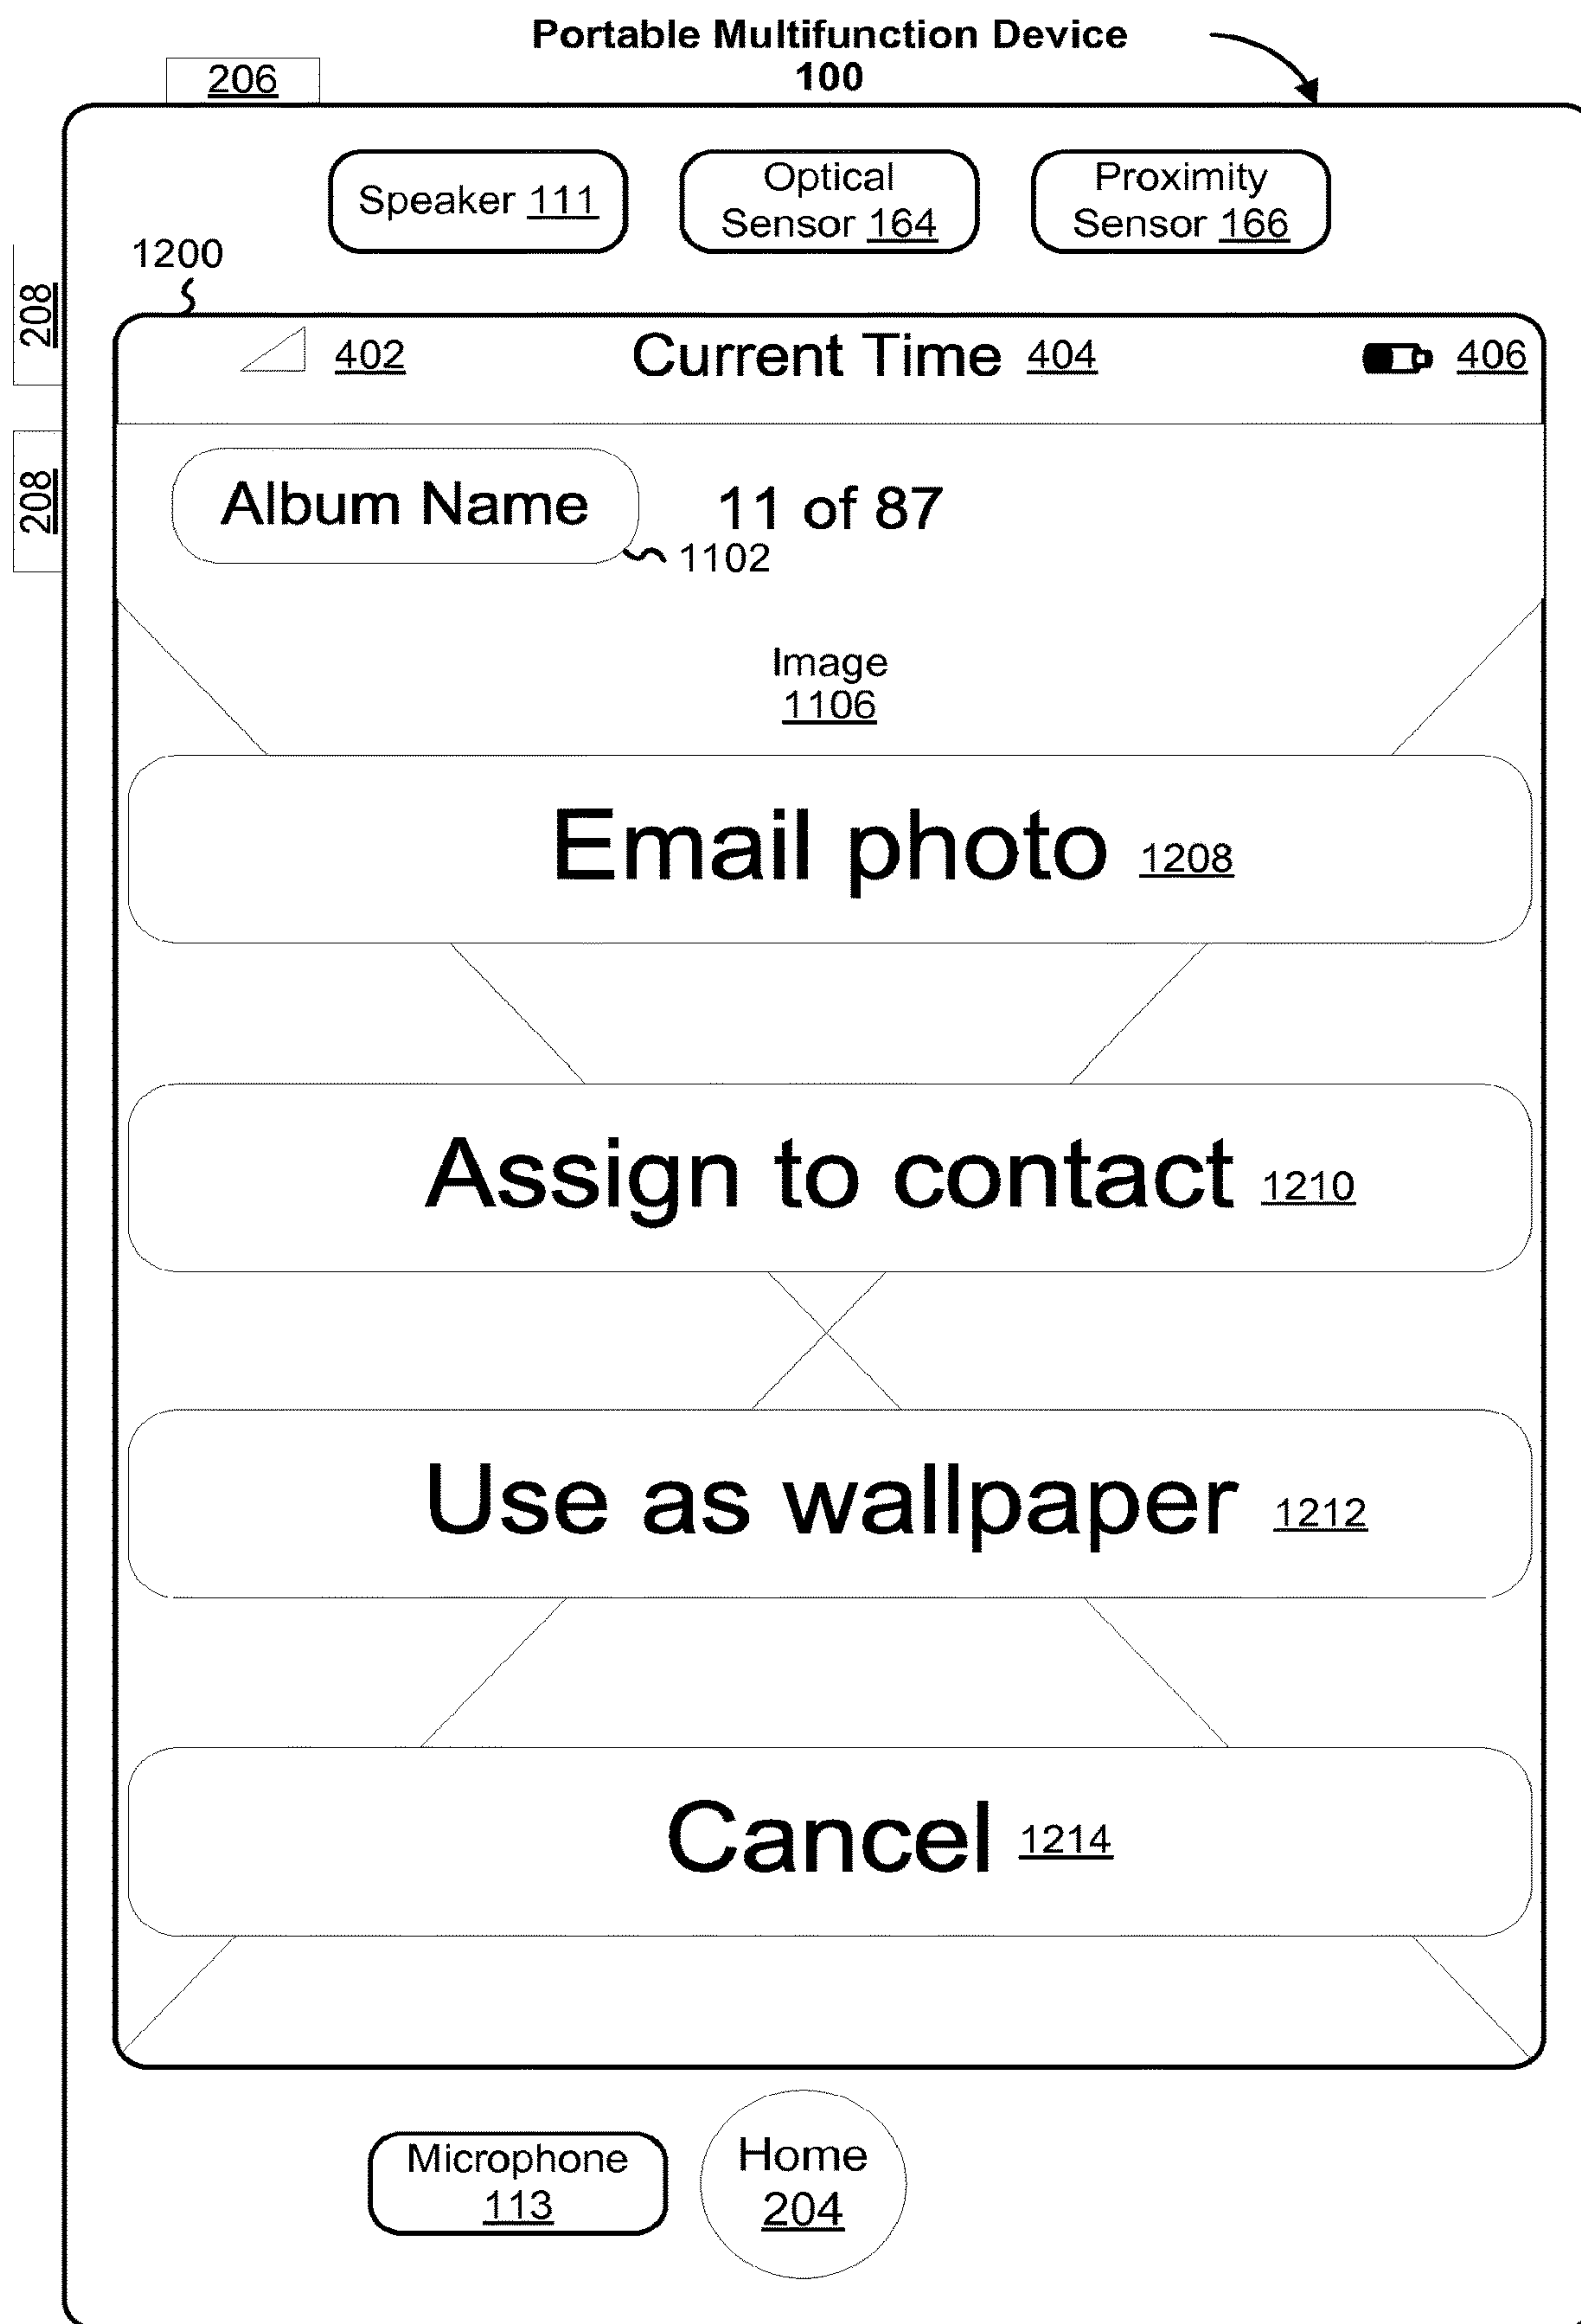 Portable Multifunction Device
100
206
Speaker 111
Optical
Sensor 164
Proximity
Sensor 166
1200
208
208
402
Current Time 404
406
Album Name
11 of 87
1102
Image
1106
Email photo 1208
Assign to contact 1210
Use as wallpaper 1212
Cancel 1214
Microphone
113
Home
204